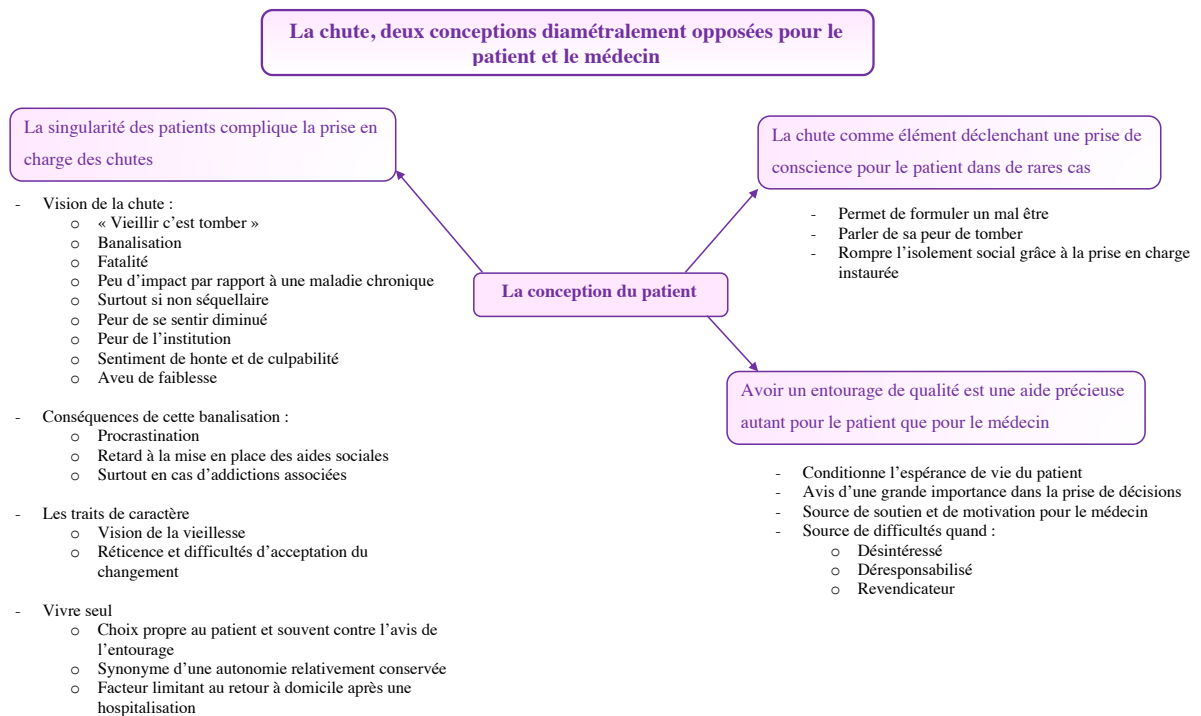 La chute, deux conceptions diamétralement opposées pour le
patient et le médecin
La singularité des patients complique la prise en
charge des chutes
- Vision de la chute :
o « Vieillir c’est tomber »
o Banalisation
o Fatalité
o Peu d’impact par rapport à une maladie chronique
o Surtout si non séquellaire
o Peur de se sentir diminué
o Peur de l’institution
o Sentiment de honte et de culpabilité
o Aveu de faiblesse
- Conséquences de cette banalisation :
o Procrastination
o Retard à la mise en place des aides sociales
o Surtout en cas d’addictions associées
- Les traits de caractère
o Vision de la vieillesse
o Réticence et difficultés d’acceptation du
changement
- Vivre seul
o Choix propre au patient et souvent contre l’avis de
l’entourage
o Synonyme d’une autonomie relativement conservée
o Facteur limitant au retour à domicile après une
hospitalisation
La conception du patient
La chute comme élément déclenchant une prise de
conscience pour le patient dans de rares cas
- Permet de formuler un mal être
- Parler de sa peur de tomber
- Rompre l’isolement social grâce à la prise en charge
instaurée
Avoir un entourage de qualité est une aide précieuse
autant pour le patient que pour le médecin
- Conditionne l’espérance de vie du patient
- Avis d’une grande importance dans la prise de décisions
- Source de soutien et de motivation pour le médecin
- Source de difficultés quand :
o Désintéressé
o Déresponsabilisé
o Revendicateur